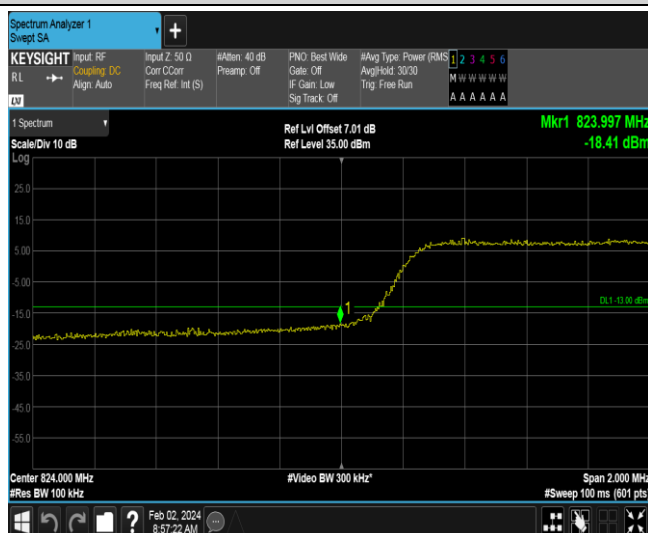 Spectrum Analyzer 1
Swept SA
KEYSIGHT
RL
Input: RF
Coupling: DC
Align: Auto
Input Z: 50 Ω
Corr CCorr
Freq Ref: Int (S)
#Atten: 40 dB
Preamp: Off
PNO: Best Wide
Gate: Off
IF Gain: Low
Sig Track: Off
#Avg Type: Power (RMS
Avg|Hold: 30/30
Trig: Free Run
1 2 3 4 5 6
M W W W W W
A A A A A A
LXI
1 Spectrum
Scale/Div 10 dB
Log
Ref Lvl Offset 7.01 dB
Ref Level 35.00 dBm
Mkr1 823.997 MHz
-18.41 dBm
25.0
15.0
5.00
-5.00
-15.0
-25.0
-35.0
-45.0
-55.0
DL1 -13.00 dBm
1
Center 824.000 MHz
#Res BW 100 kHz
#Video BW 300 kHz*
Span 2.000 MHz
#Sweep 100 ms (601 pts)
?
Feb 02, 2024
8:57:22 AM